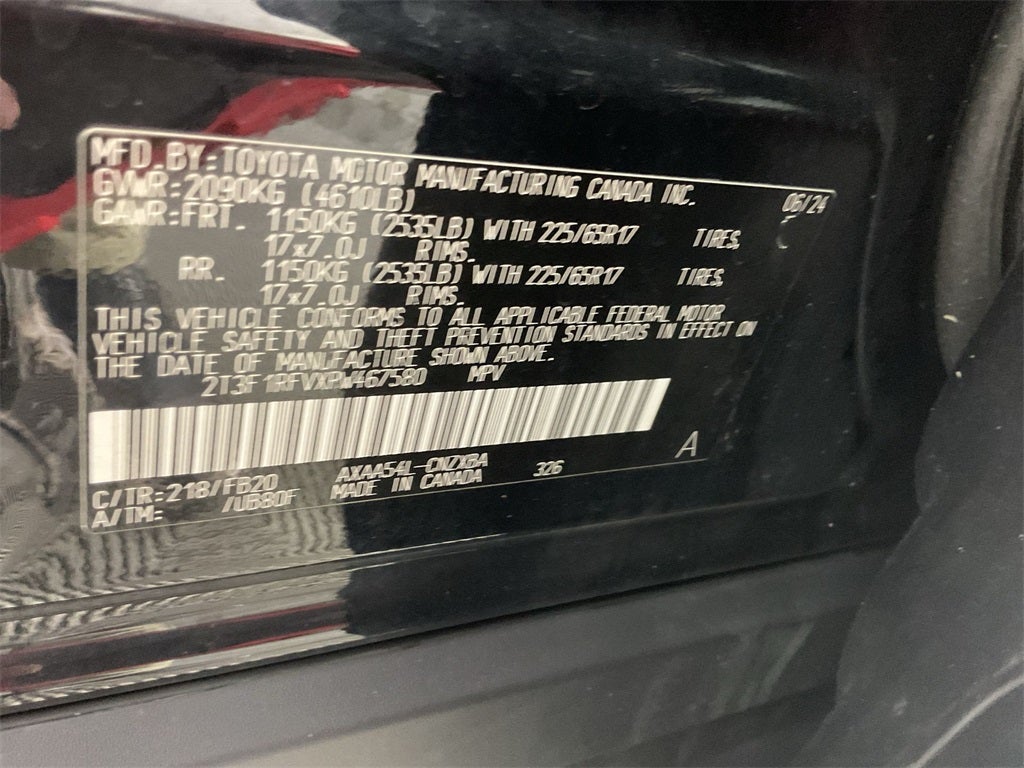 MFD BY: TOYOTA MOTOR MANUFACTURING CANADA INC. 06/24
GVWR: 2090KG (4610LB)
GAWR: FRT. 1150KG (2535LB) WITH 225/65R17 TIRES,
17x7.0J RIMS.
RR. 1150KG (2535LB) WITH 225/65R17 TIRES,
17x7.0J RIMS.
THIS VEHICLE CONFORMS TO ALL APPLICABLE FEDERAL MOTOR
VEHICLE SAFETY AND THEFT PREVENTION STANDARDS IN EFFECT ON
THE DATE OF MANUFACTURE SHOWN ABOVE.
2T3F1RFVXPW467580 MPV
C/TR: 218/FB20 AXAA54L-CNZXBA 326 A
A/TM: /UB80F MADE IN CANADA